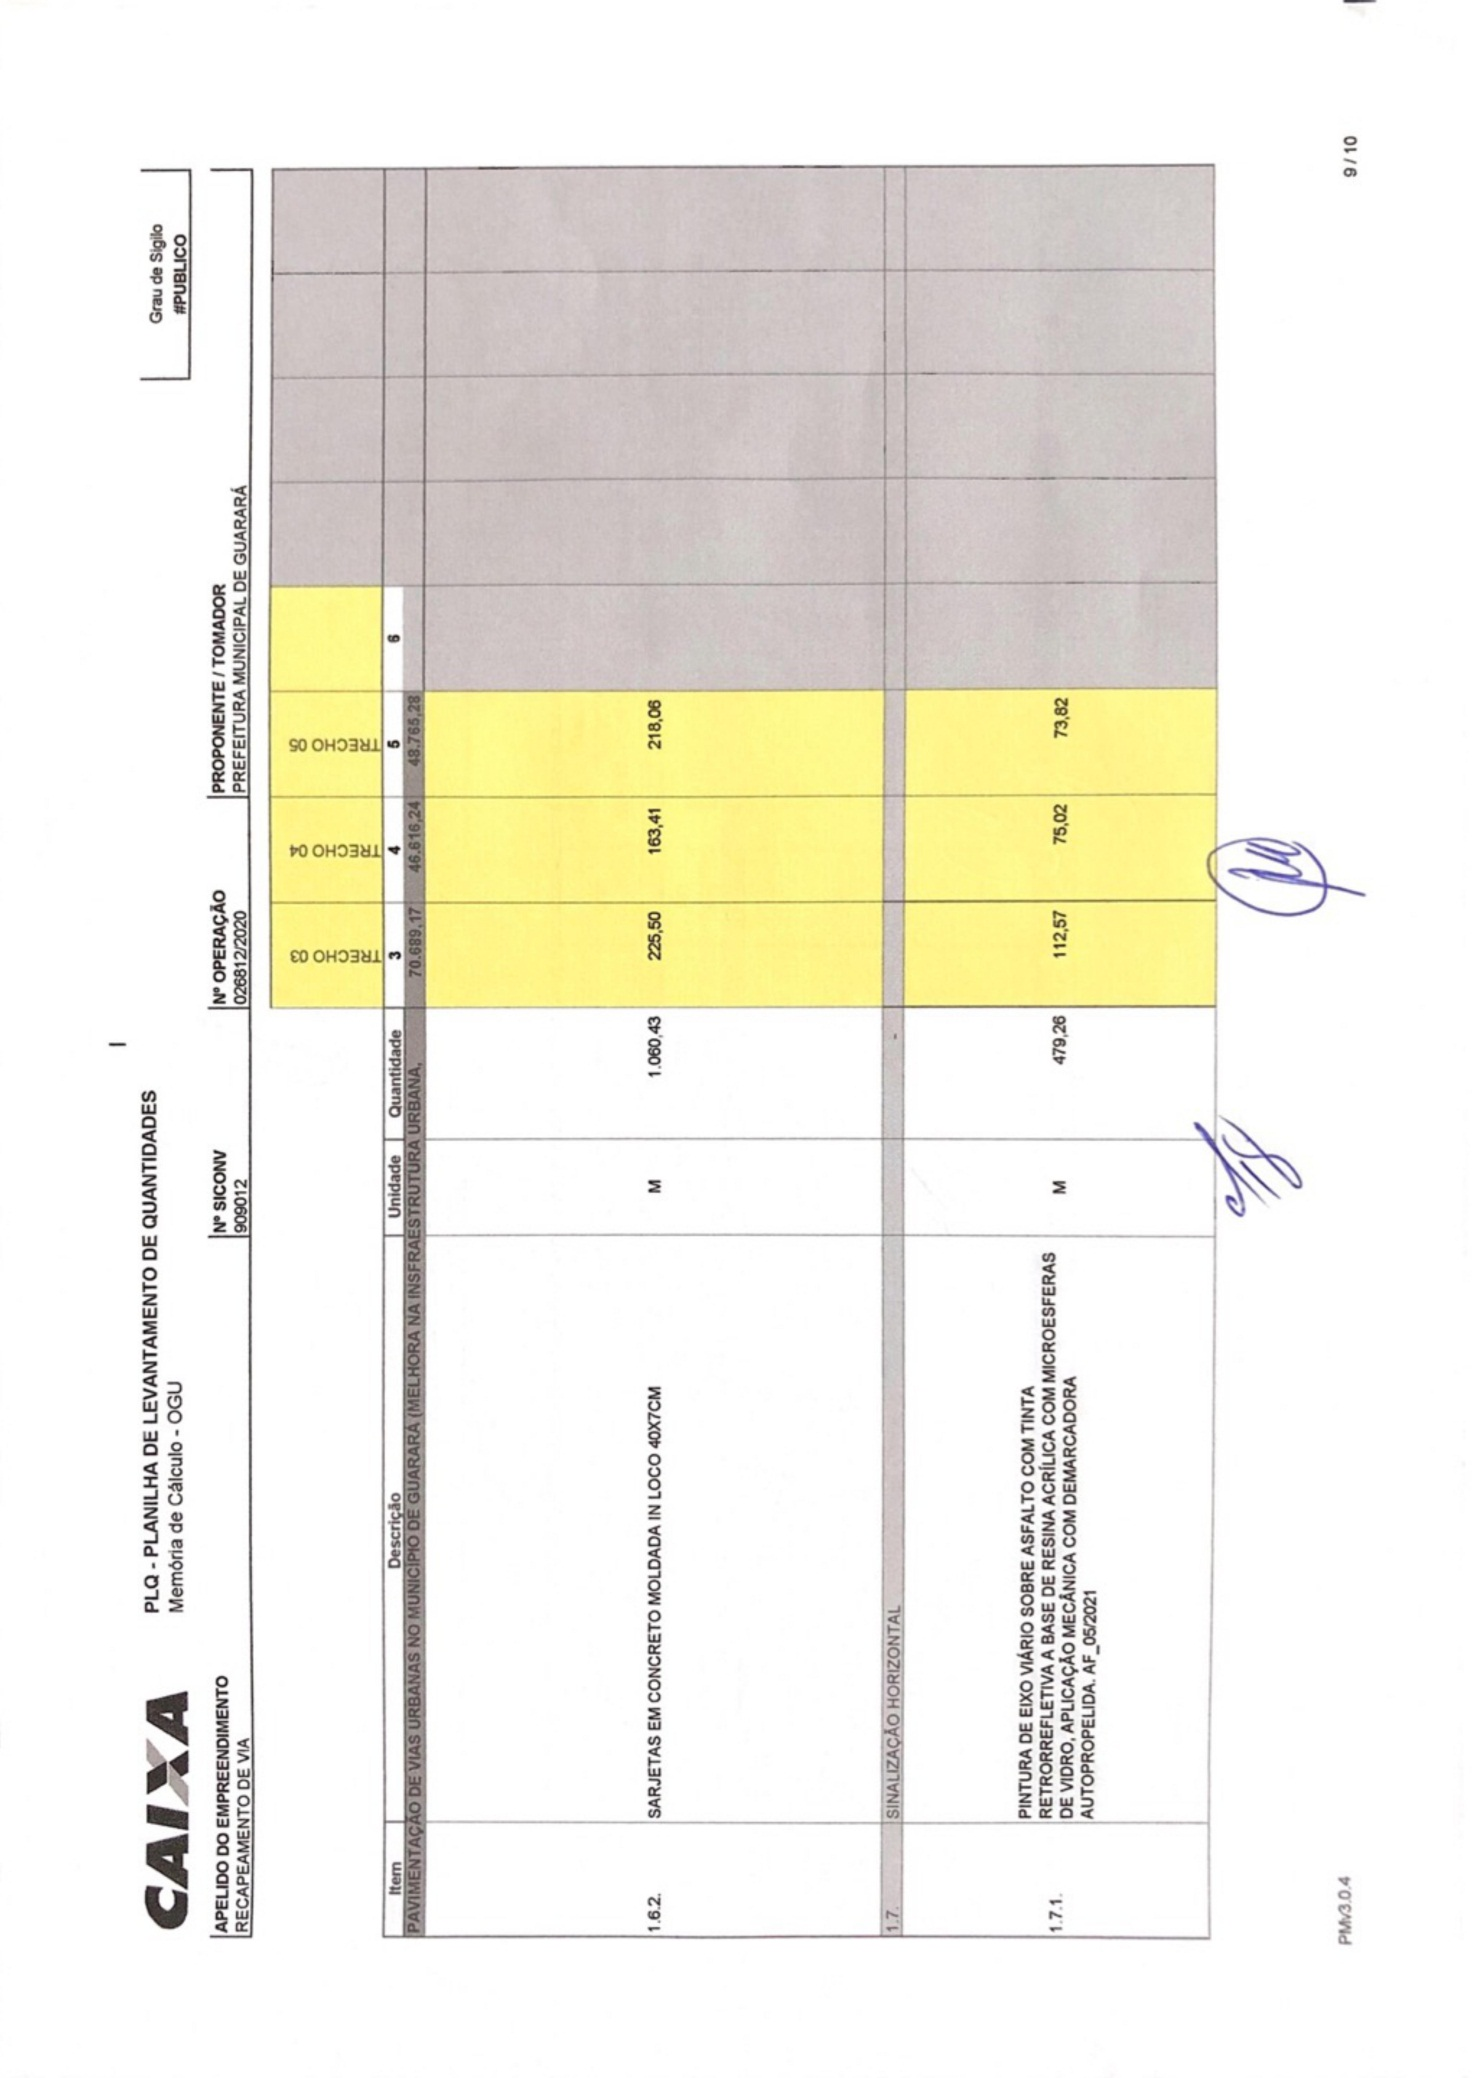 CAIXA
PLQ - PLANILHA DE LEVANTAMENTO DE QUANTIDADES
Memória de Cálculo - OGU
Grau de Sigilo
#PUBLICO
APELIDO DO EMPREENDIMENTO
RECAPEAMENTO DE VIA
Nº SICONV
909012
Nº OPERAÇÃO
026812/2020
PROPONENTE / TOMADOR
PREFEITURA MUNICIPAL DE GUARARÁ
TRECHO 03 TRECHO 04 TRECHO 05
Item Descrição Unidade Quantidade 3 4 5 6
PAVIMENTAÇÃO DE VIAS URBANAS NO MUNICÍPIO DE GUARARÁ (MELHORA NA INSFRAESTRUTURA URBANA, 70.689,17 46.616,24 48.765,28
1.6.2. SARJETAS EM CONCRETO MOLDADA IN LOCO 40X7CM M 1.060,43 225,50 163,41 218,06
1.7. SINALIZAÇÃO HORIZONTAL -
PINTURA DE EIXO VIÁRIO SOBRE ASFALTO COM TINTA
RETRORREFLETIVA A BASE DE RESINA ACRÍLICA COM MICROESFERAS
1.7.1. DE VIDRO, APLICAÇÃO MECÂNICA COM DEMARCADORA M 479,26 112,57 75,02 73,82
AUTOPROPELIDA. AF_05/2021
PMv3.0.4
9 / 10